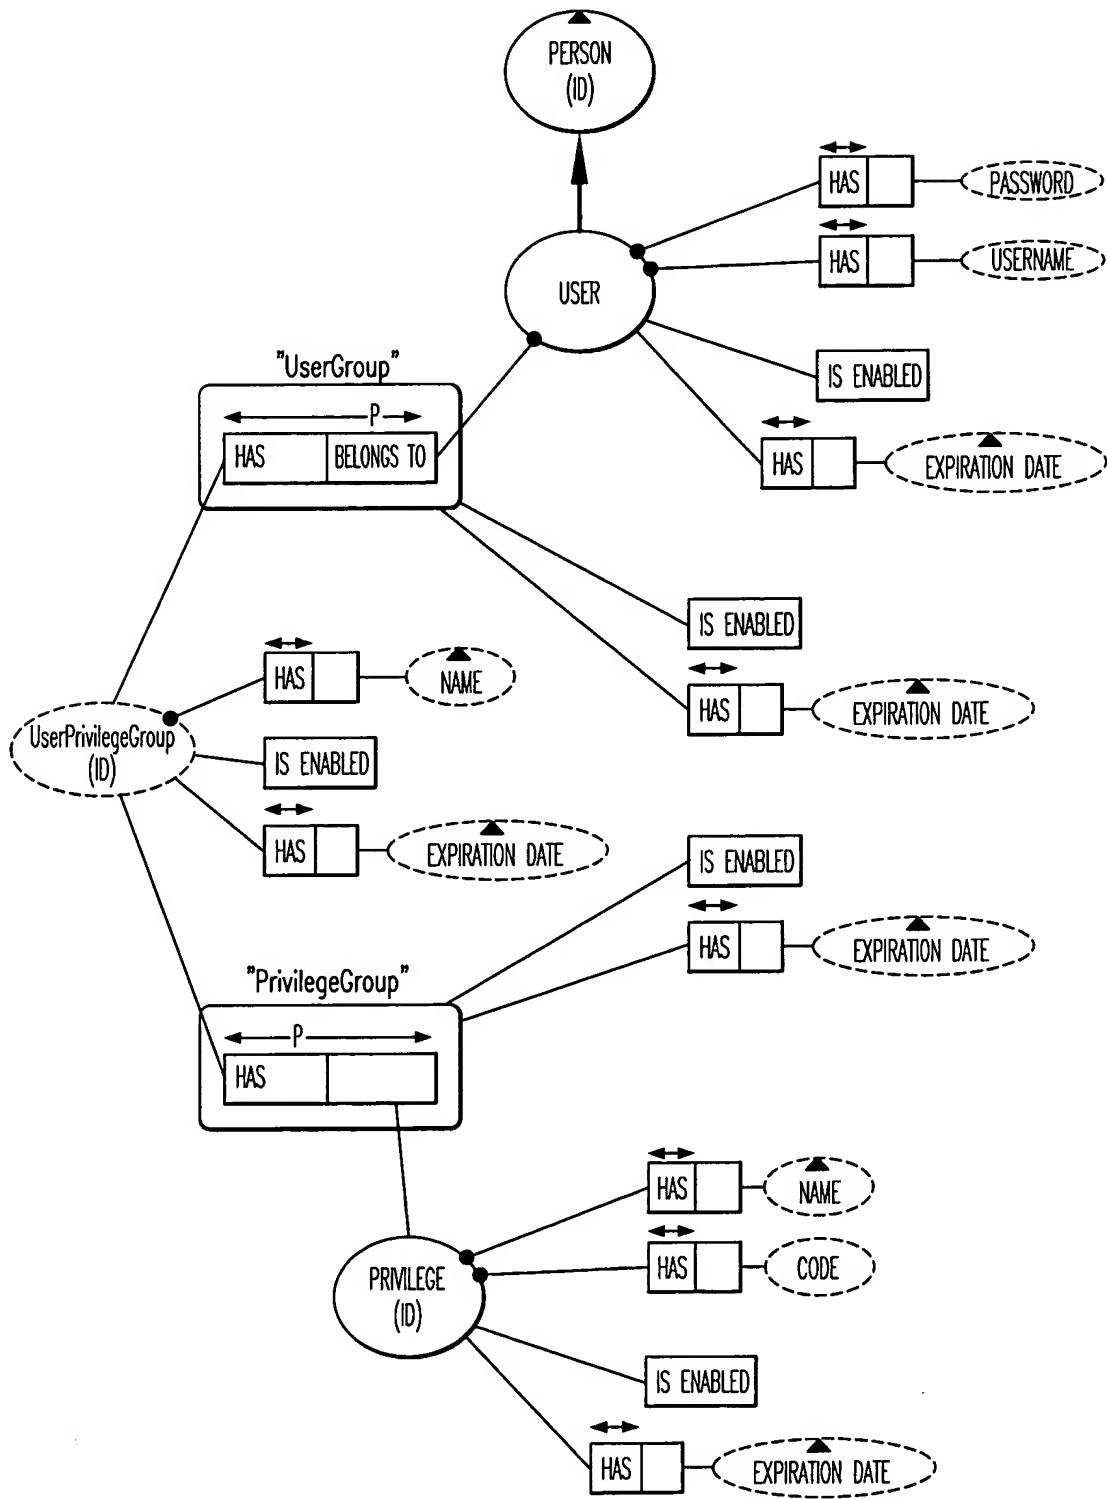 PERSON
(ID)
HAS
PASSWORD
HAS
USERNAME
USER
IS ENABLED
"UserGroup"
P
HAS
BELONGS TO
HAS
EXPIRATION DATE
IS ENABLED
HAS
NAME
HAS
EXPIRATION DATE
UserPrivilegeGroup
(ID)
IS ENABLED
HAS
EXPIRATION DATE
IS ENABLED
HAS
EXPIRATION DATE
"PrivilegeGroup"
P
HAS
HAS
NAME
HAS
CODE
PRIVILEGE
(ID)
IS ENABLED
HAS
EXPIRATION DATE